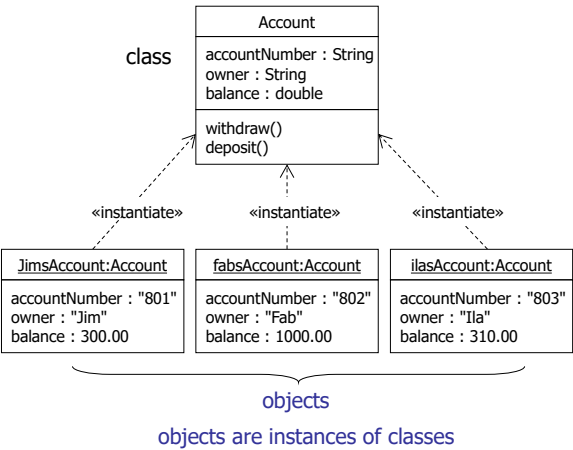 Account
class
accountNumber : String
owner : String
balance : double
withdraw()
deposit()
«instantiate»
«instantiate»
«instantiate»
JimsAccount:Account
accountNumber : "801"
owner : "Jim"
balance : 300.00
fabsAccount:Account
accountNumber : "802"
owner : "Fab"
balance : 1000.00
ilasAccount:Account
accountNumber : "803"
owner : "Ila"
balance : 310.00
objects
objects are instances of classes